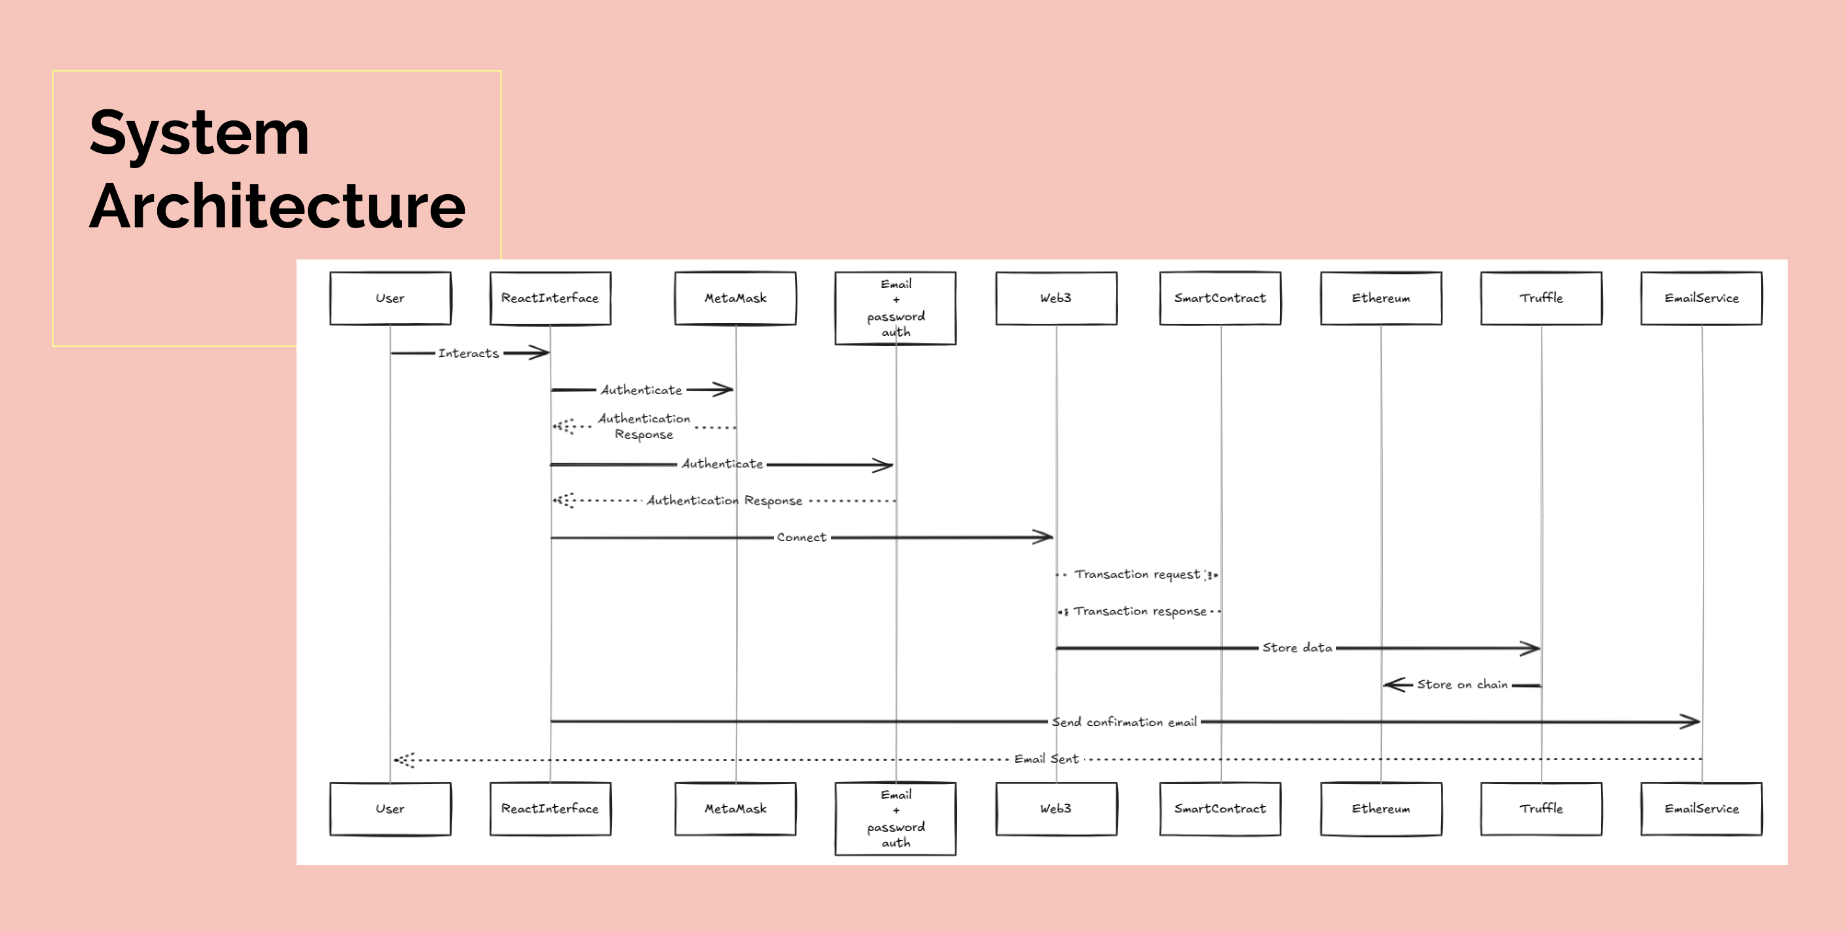 System
Architecture
User
ReactInterface
MetaMask
Email
+
password
auth
Web3
SmartContract
Ethereum
Truffle
EmailService
Interacts
Authenticate
Authentication
Response
Authenticate
Authentication Response
Connect
Transaction request
Transaction response
Store data
Store on chain
Send confirmation email
Email Sent
User
ReactInterface
MetaMask
Email
+
password
auth
Web3
SmartContract
Ethereum
Truffle
EmailService